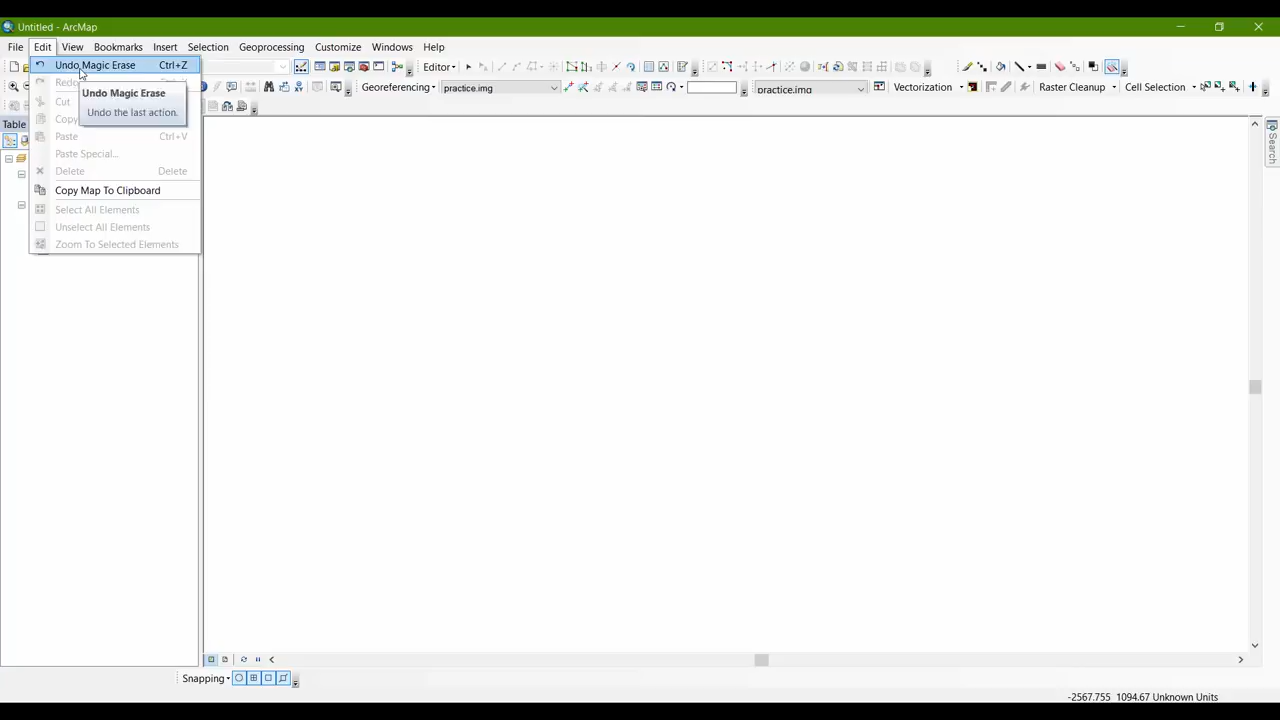 Untitled - ArcMap
File Edit View Bookmarks Insert Selection Geoprocessing Customize Windows Help
Undo Magic Erase Ctrl+Z
Editor
Redo
Undo Magic Erase
Georeferencing practice.img practice.img Vectorization Raster Cleanup Cell Selection
Cut
Undo the last action.
Copy
Table
Paste Ctrl+V
Search
Paste Special...
Delete Delete
Copy Map To Clipboard
Select All Elements
Unselect All Elements
Zoom To Selected Elements
Snapping
-2567.755 1094.67 Unknown Units